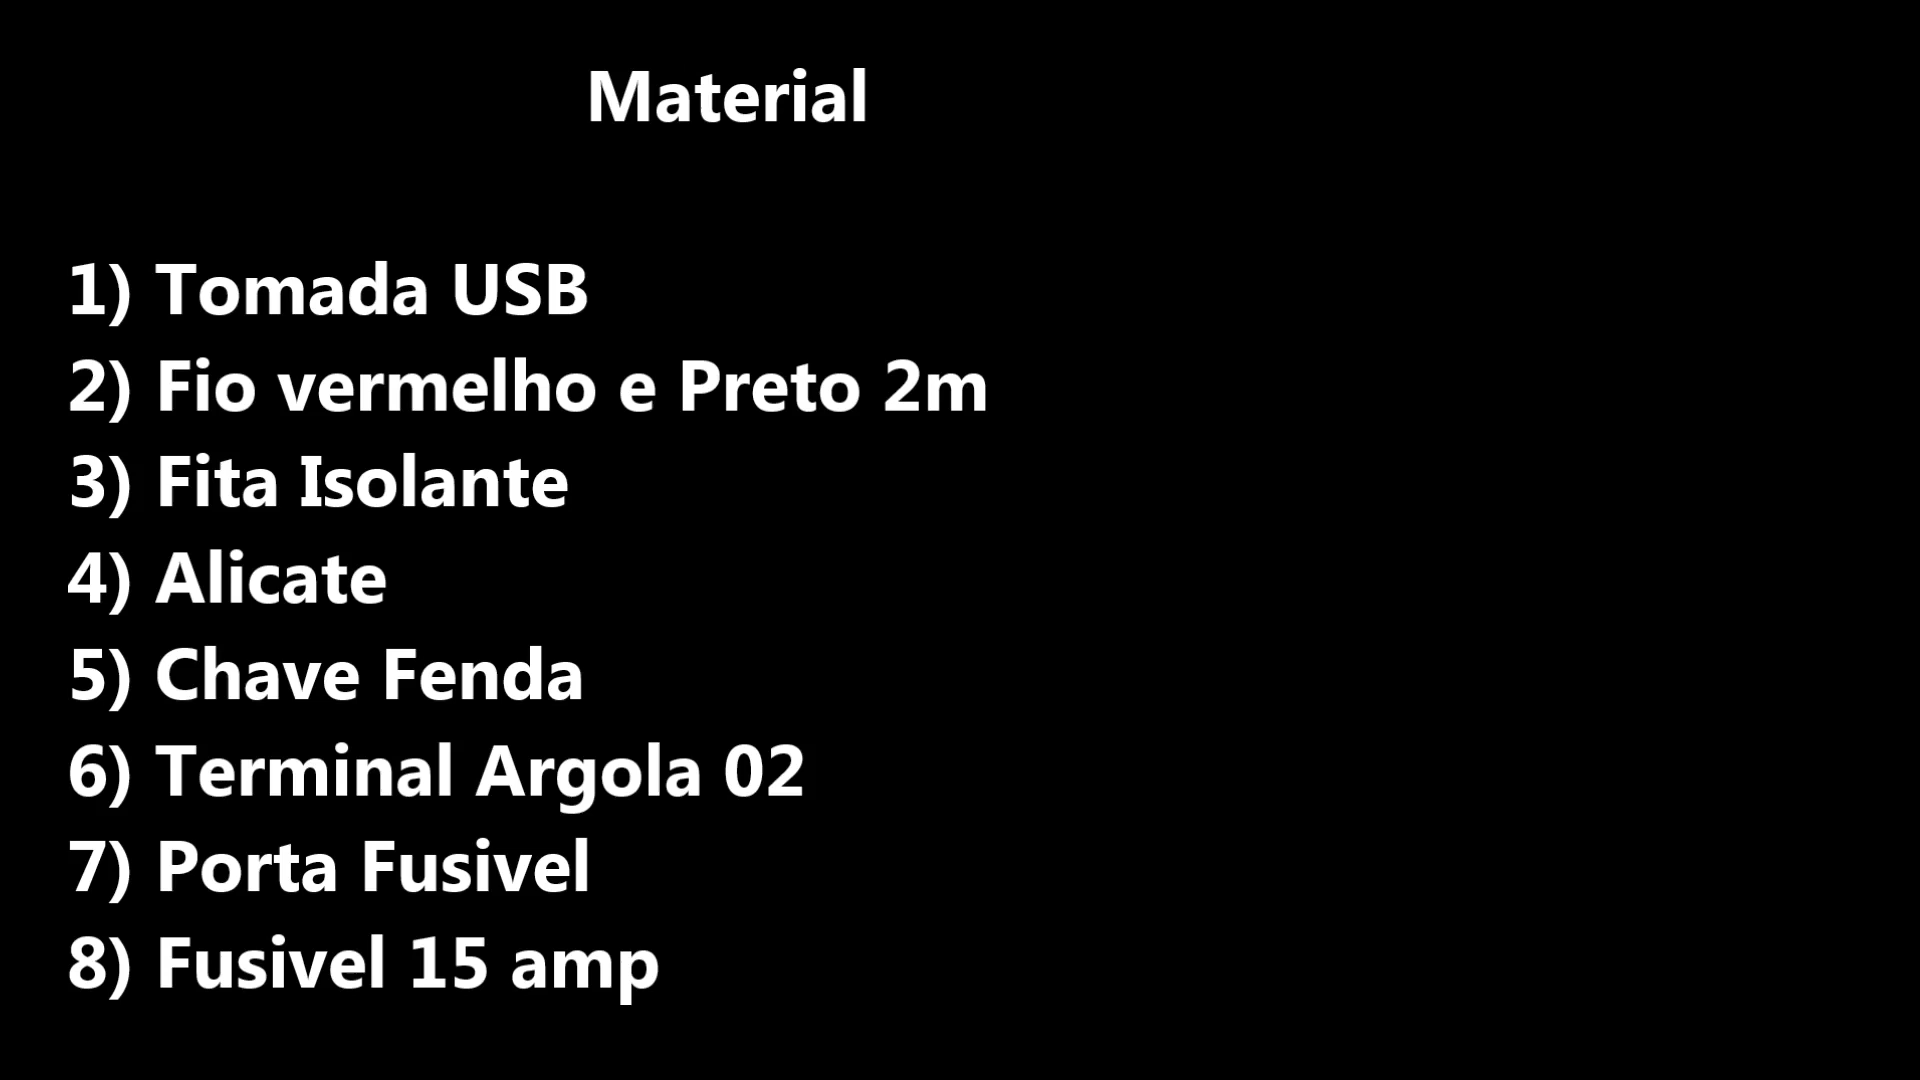 Material
1) Tomada USB
2) Fio vermelho e Preto 2m
3) Fita Isolante
4) Alicate
5) Chave Fenda
6) Terminal Argola 02
7) Porta Fusivel
8) Fusivel 15 amp